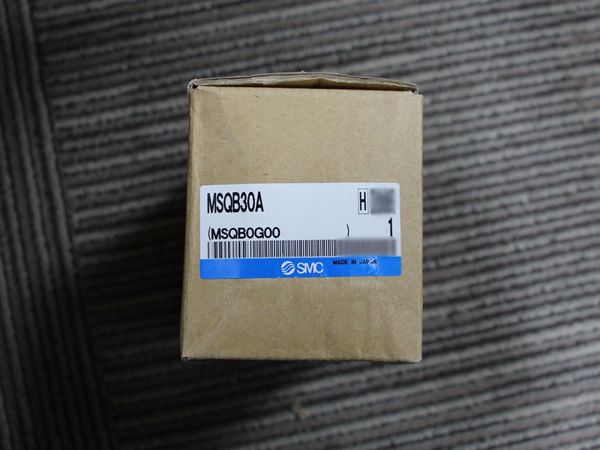 MSQB30A H
(MSQB0G00 ) 1
SMC MADE IN JAPAN